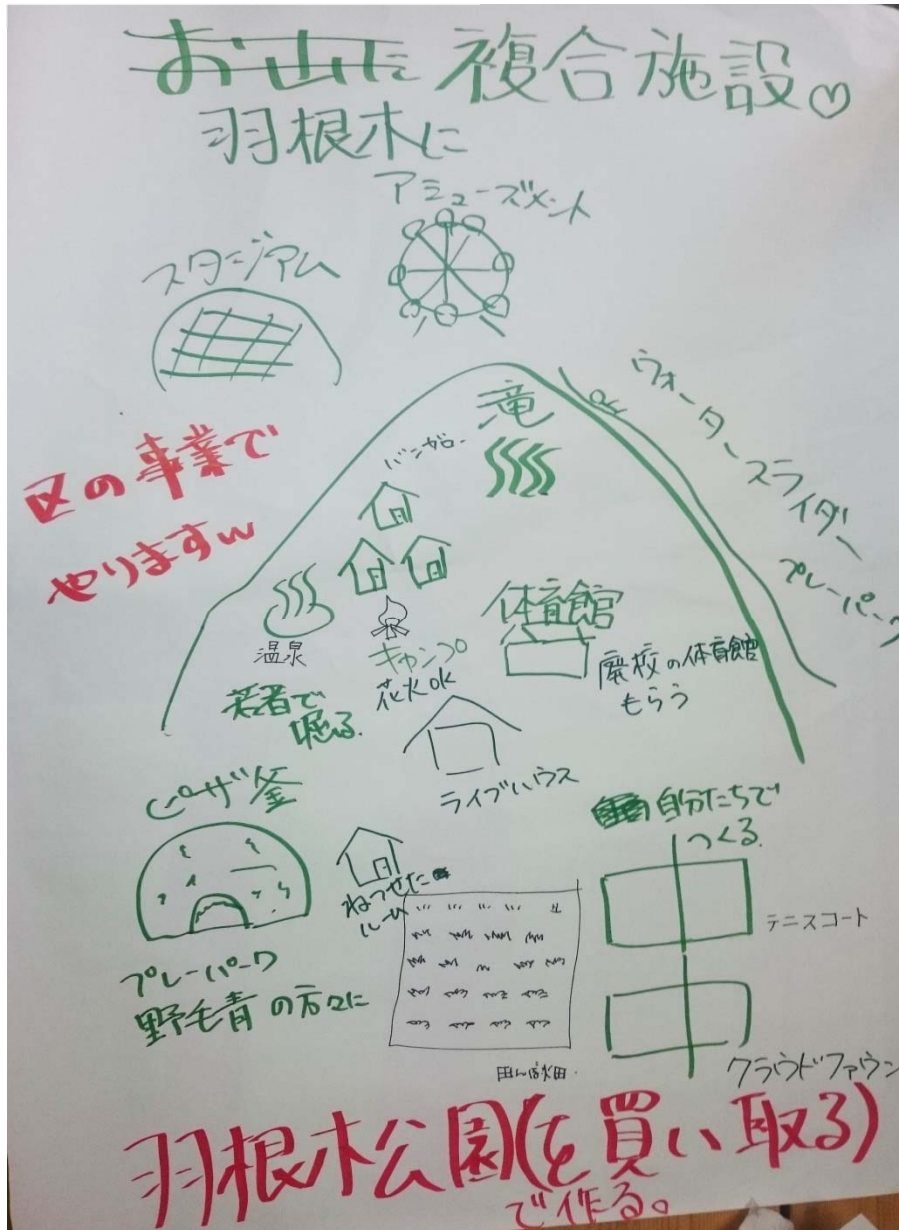 お山に 複合施設♡
羽根木に
アミューズメント
スタジアム
ウォータースライダー
プレーパーク
滝
バンガロー
区の事業で
やりますw
温泉
キャンプ
花火OK
体育館
廃校の体育館
もらう
若者で
掘る
ライブハウス
ピザ釜
自分たちで
つくる
ねつせた
ルーム
テニスコート
プレーパーク
野毛青の方々に
田んぼ水田
クラウドファウン
羽根木公園(を買い取る)
で作る。